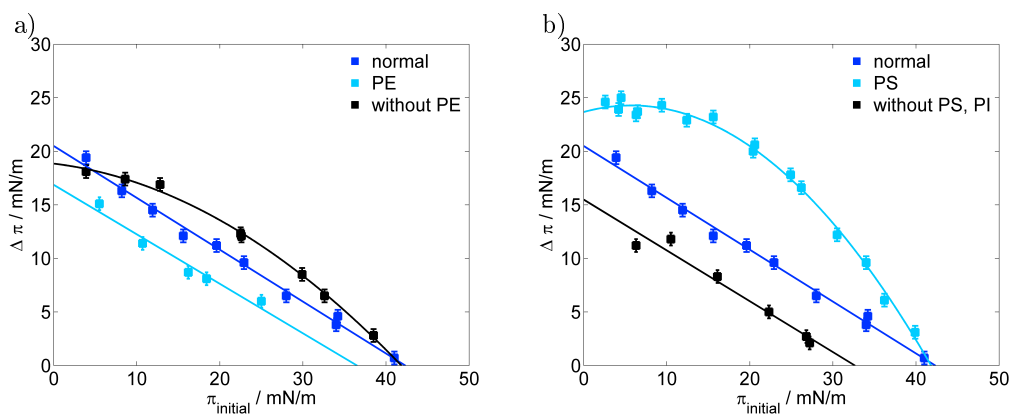 a)
30
25
20
15
10
5
0
Δ π / mN/m
normal
PE
without PE
0 10 20 30 40 50
π initial / mN/m
b)
30
25
20
15
10
5
0
Δ π / mN/m
normal
PS
without PS, PI
0 10 20 30 40 50
π initial / mN/m